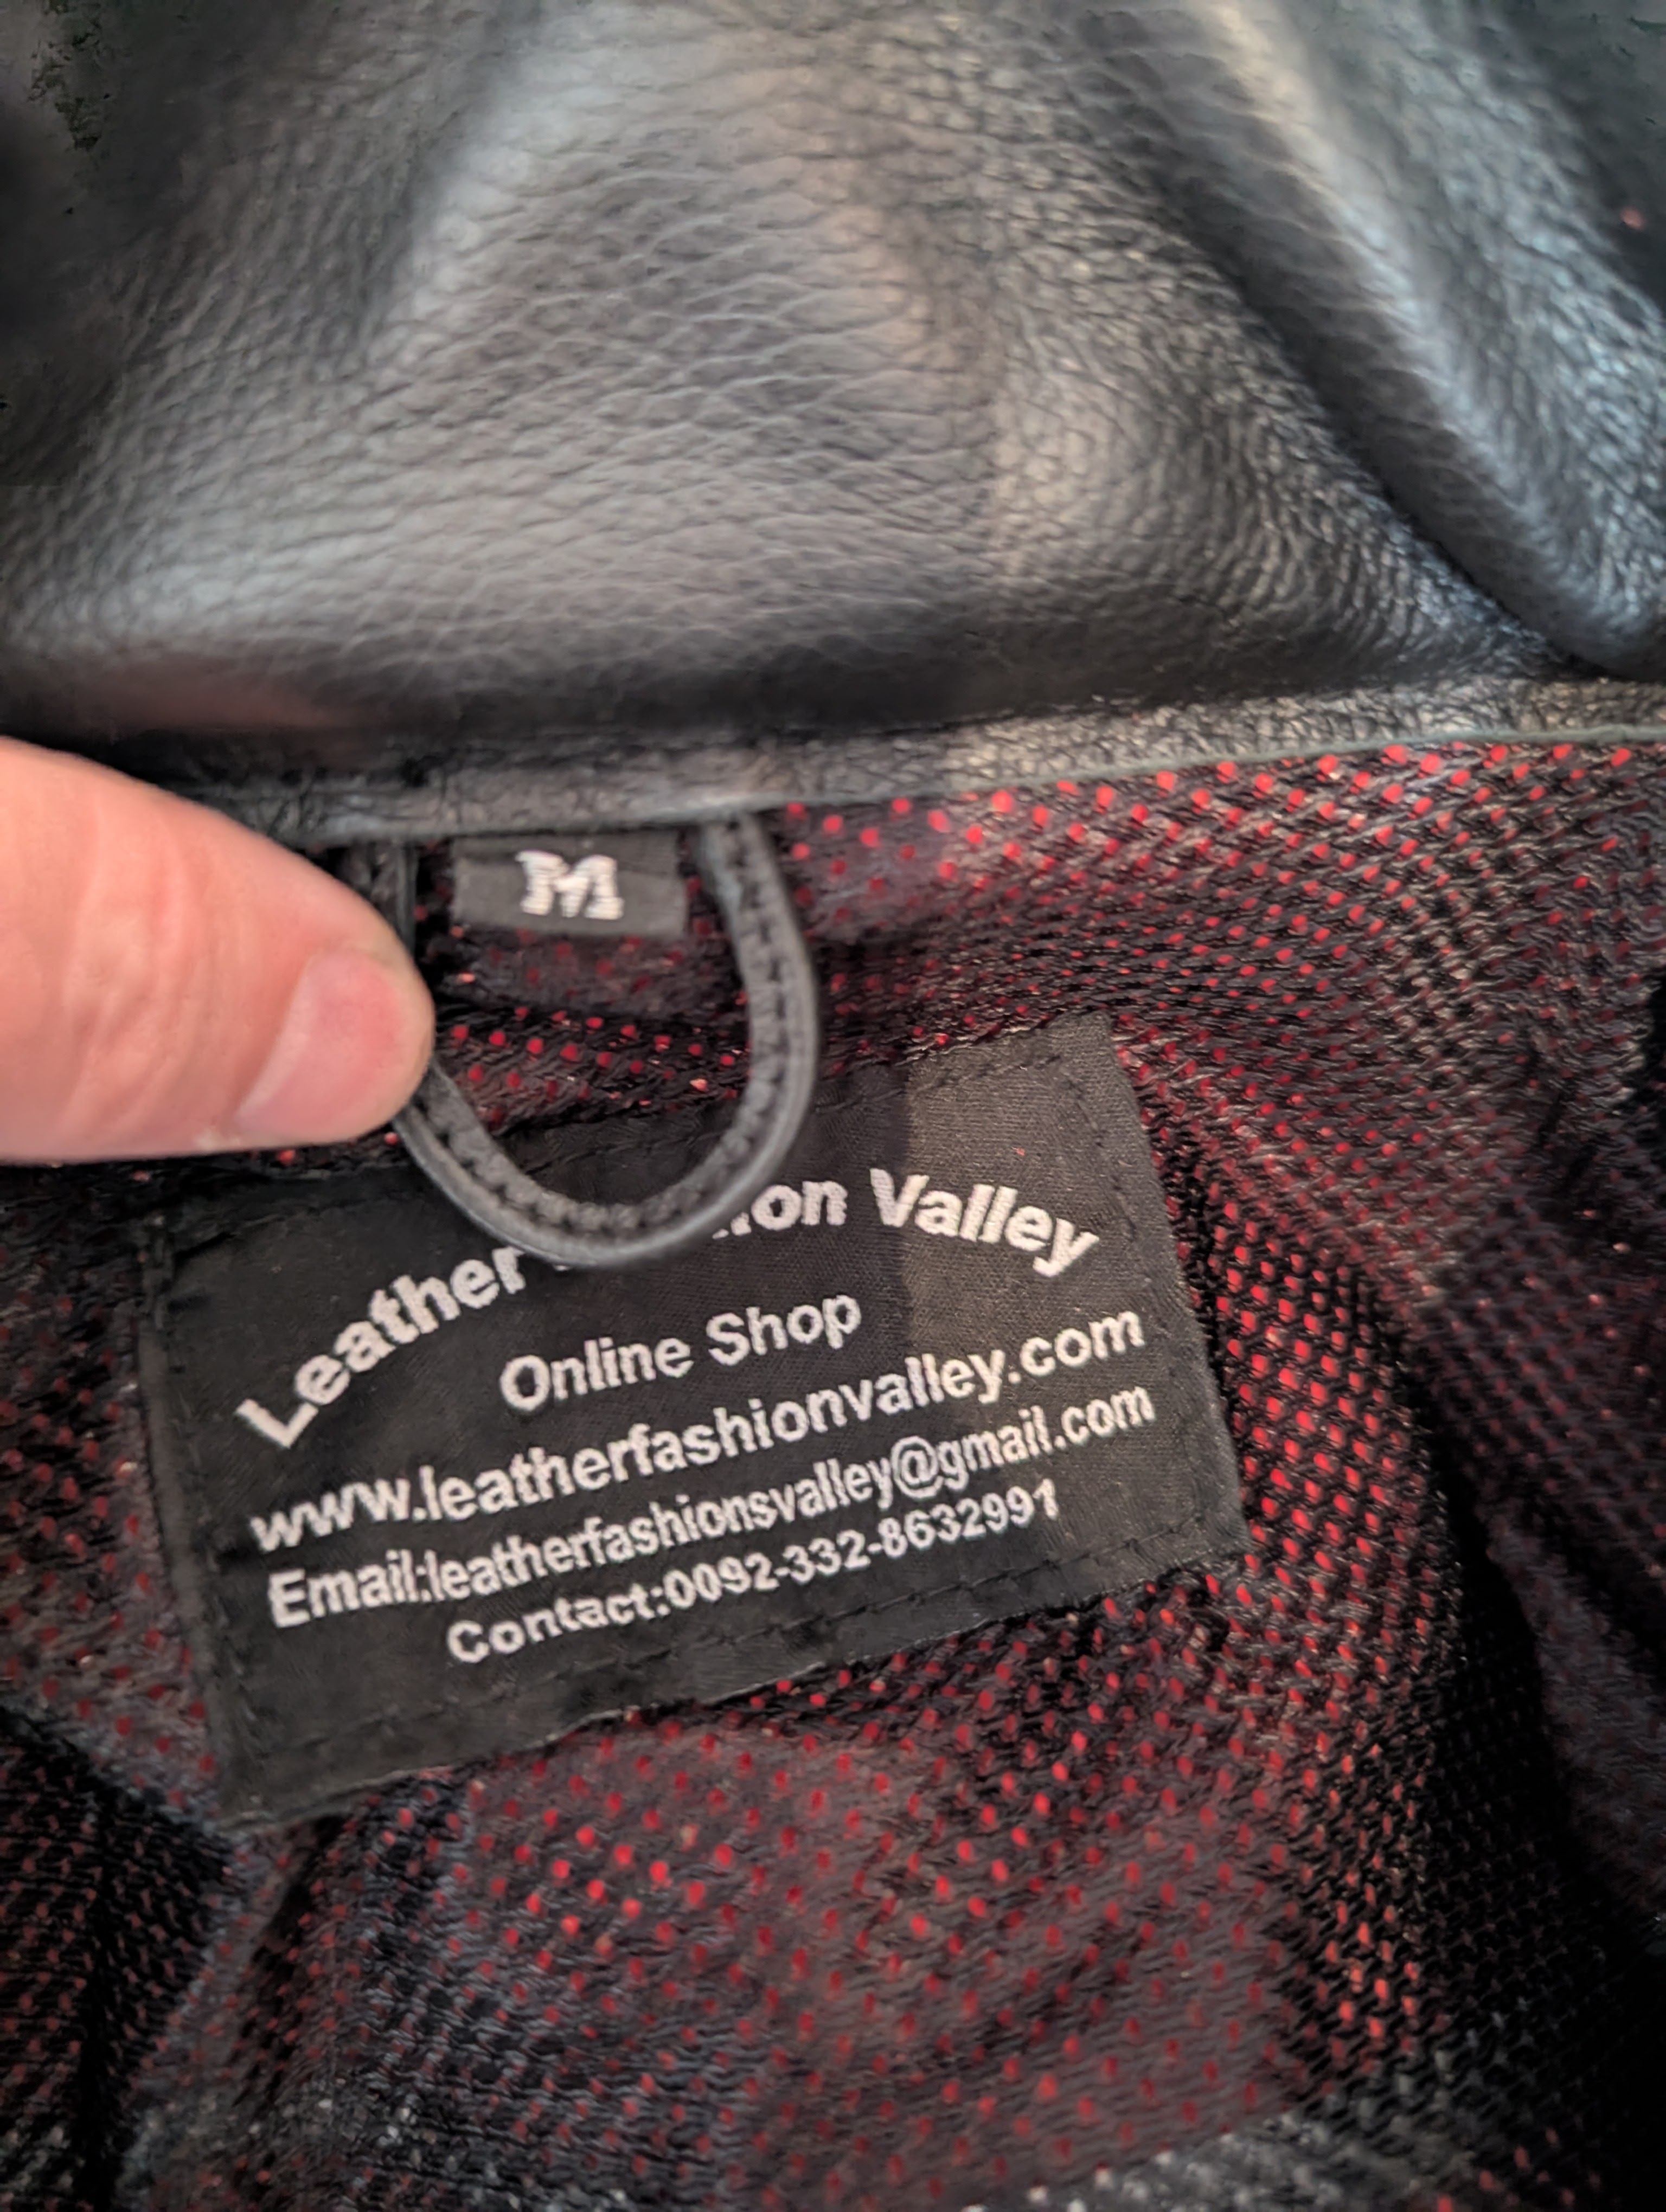 M
Leather Valley
Online Shop
www.leatherfashionvalley.com
Email:leatherfashionsvalley@gmail.com
Contact:0092-332-8632991